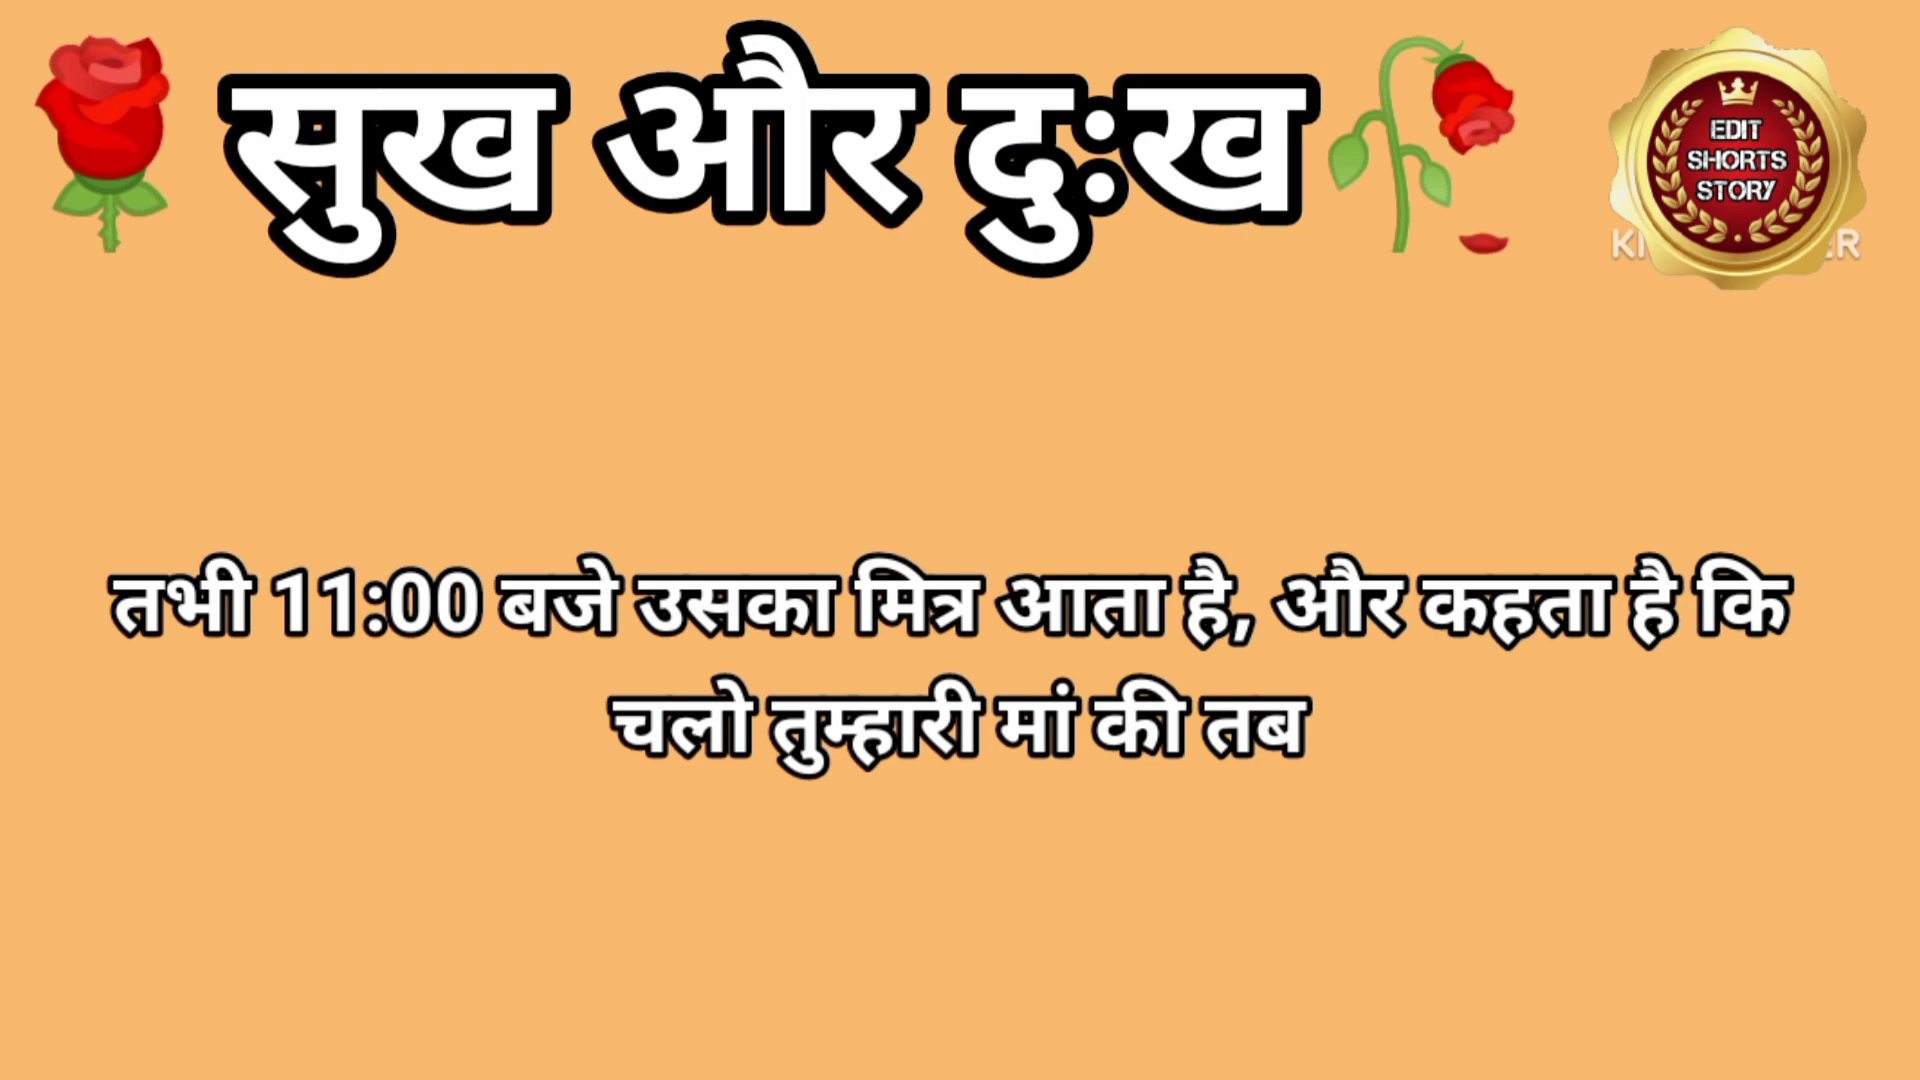 सुख और दुःख
EDIT
SHORTS
STORY
तभी 11:00 बजे उसका मित्र आता है, और कहता है कि
चलो तुम्हारी मां की तब